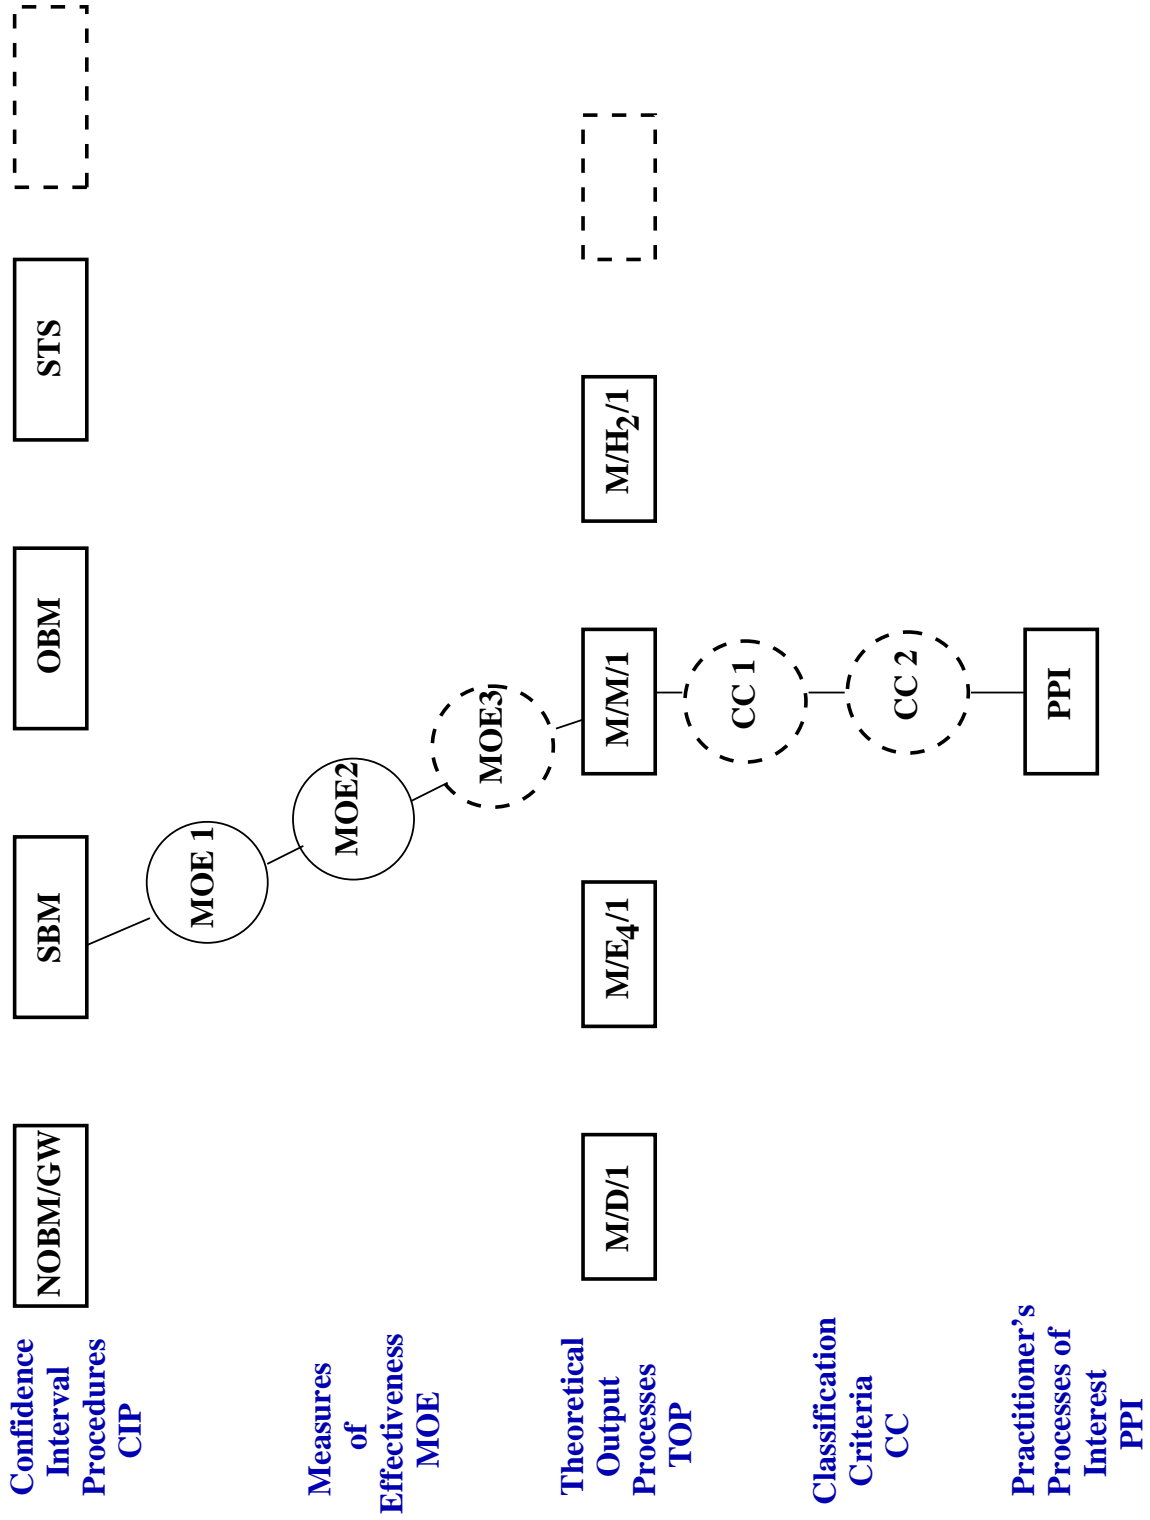 Confidence
Interval
Procedures
CIP
NOBM/GW
SBM
OBM
STS
Measures
of
Effectiveness
MOE
MOE 1
MOE2
MOE3
Theoretical
Output
Processes
TOP
M/D/1
M/E4/1
M/M/1
M/H2/1
Classification
Criteria
CC
CC 1
CC 2
Practitioner's
Processes of
Interest
PPI
PPI